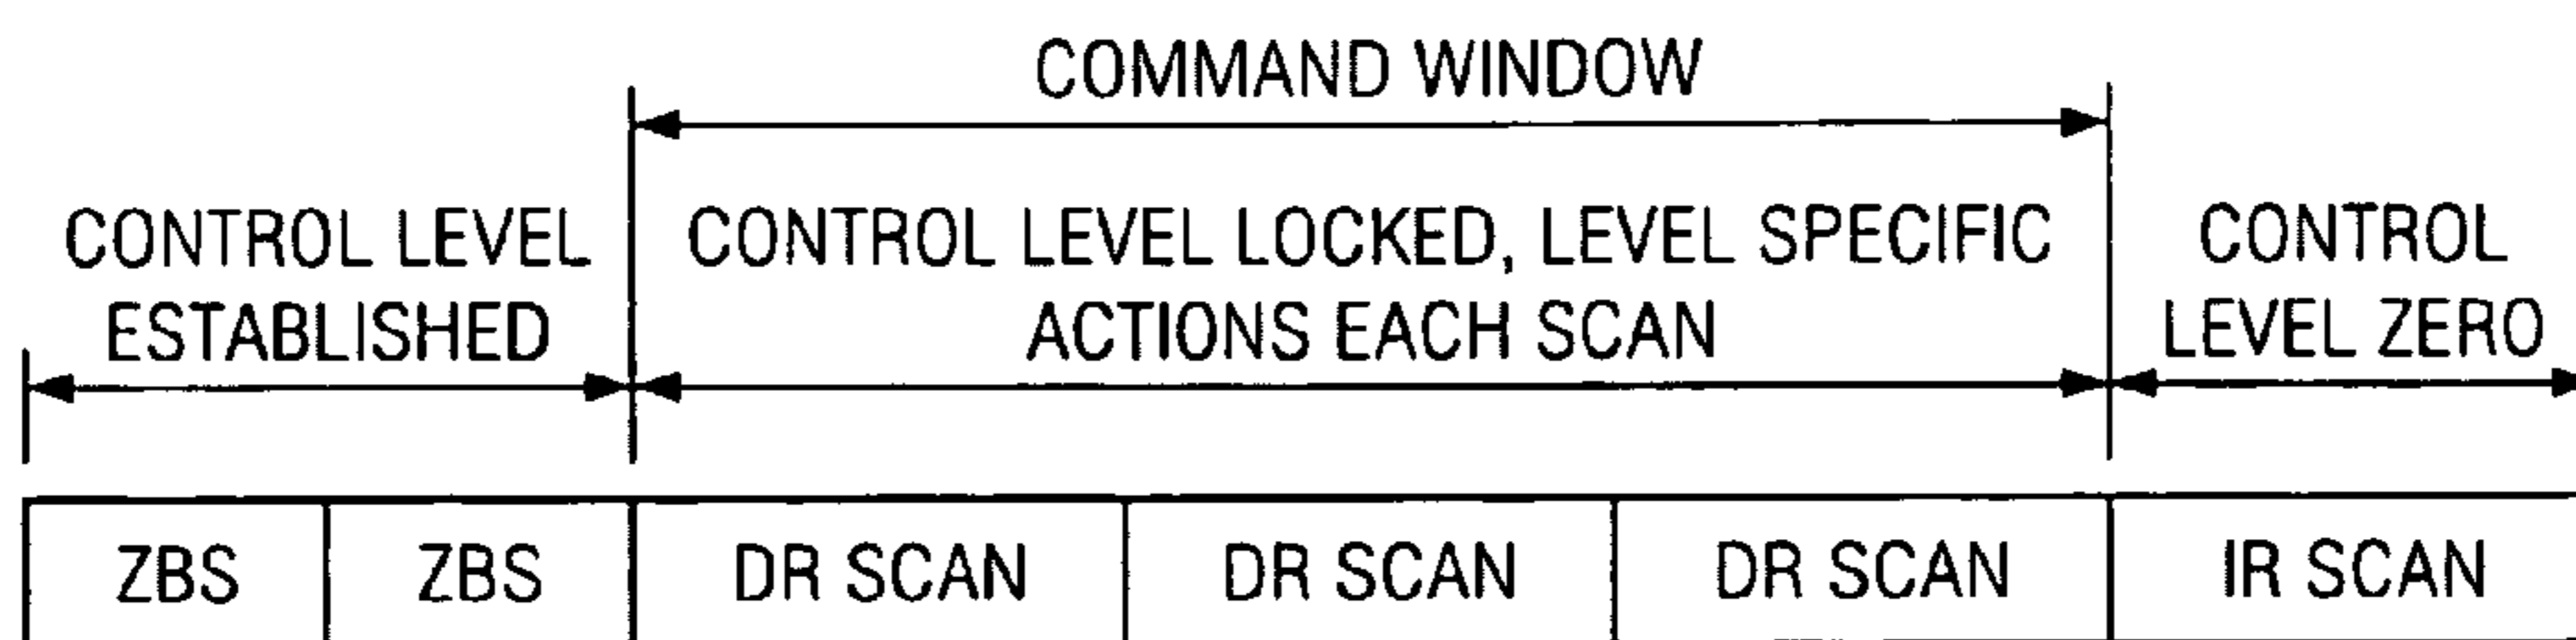 COMMAND WINDOW
CONTROL LEVEL
ESTABLISHED
CONTROL LEVEL LOCKED, LEVEL SPECIFIC
ACTIONS EACH SCAN
CONTROL
LEVEL ZERO
ZBS ZBS DR SCAN DR SCAN DR SCAN IR SCAN